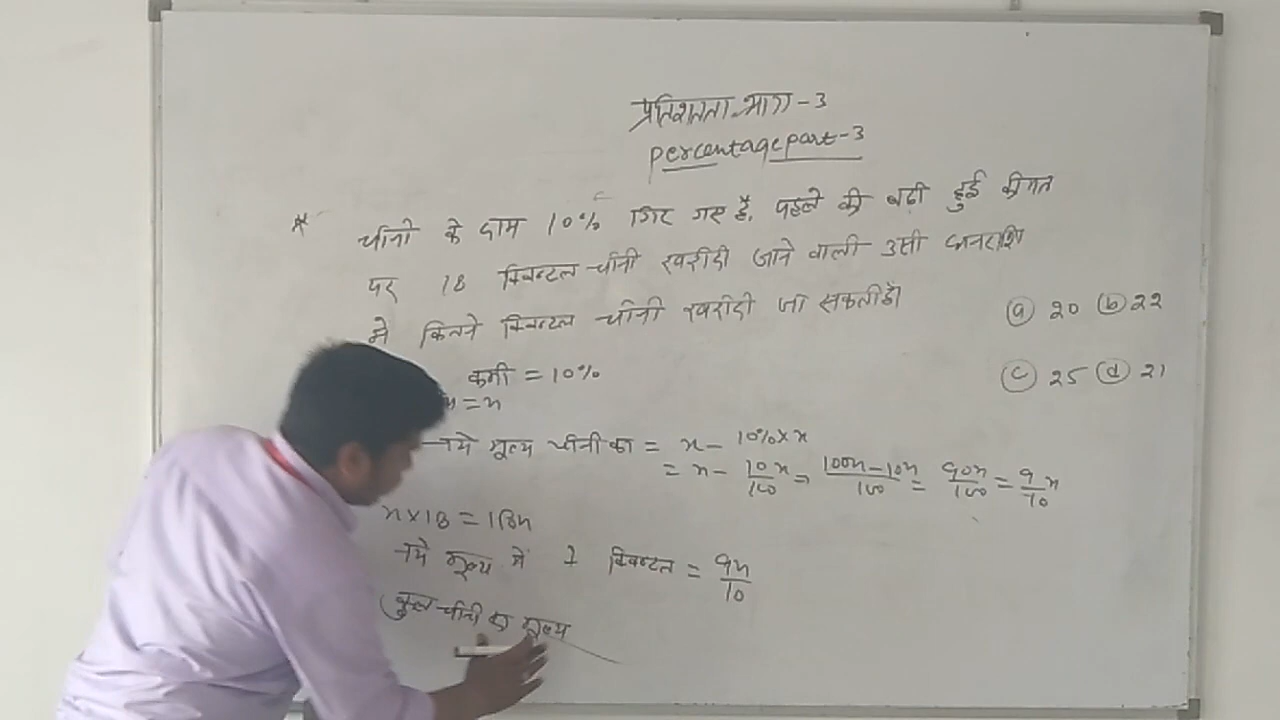 प्रतिशतता भाग-3
percentage part-3
* चीनी के दाम 10% गिर गए है, पहले की बढी हुई कीमत
पर 18 क्विन्टल चीनी खरीदी जाने वाली उसी धनराशि
मे कितने क्विन्टल चीनी खरीदी जा सकती है
(a) 20 (b) 22
(c) 25 (d) 21
कमी = 10%
= x
नये मूल्य चीनी का = x - 10% × x
= x - 10x/100 = 100x - 10x/100 = 90x/100 = 9/10 x
x × 18 = 18x
नये मूल्य मे 1 क्विन्टल = 9x/10
कुल चीनी का मूल्य